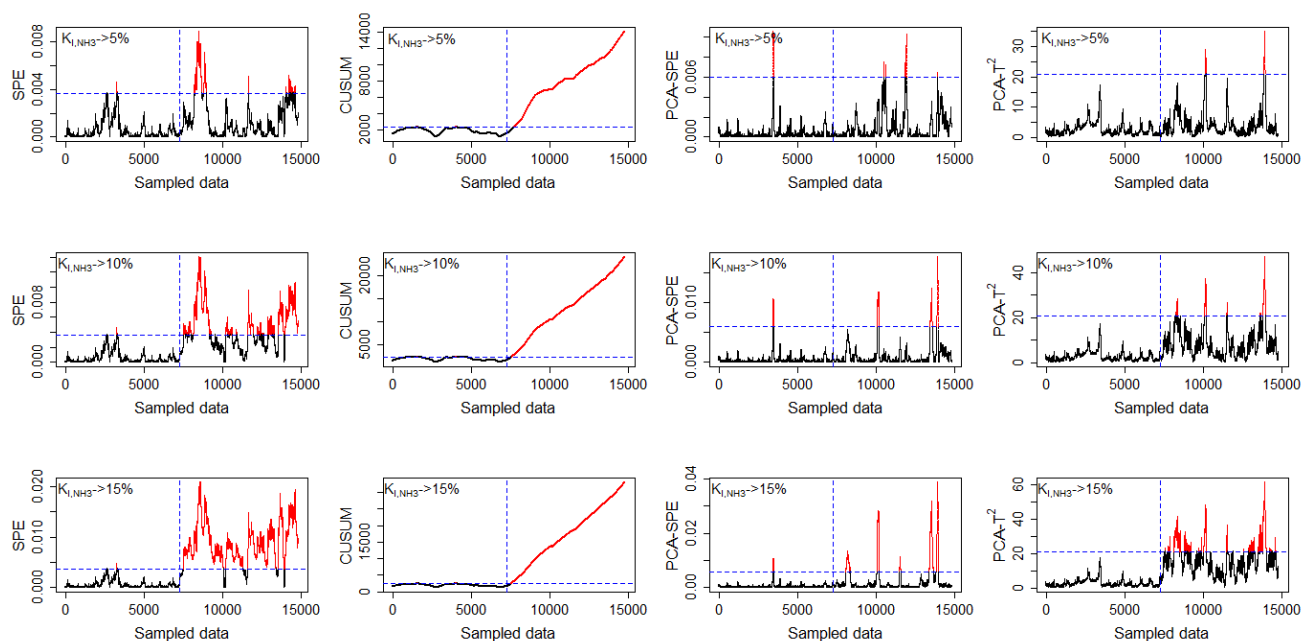 K_I,NH3->5%
SPE
0.000 0.004 0.008
0 5000 10000 15000
Sampled data
K_I,NH3->5%
CUSUM
2000 8000 14000
0 5000 10000 15000
Sampled data
K_I,NH3->5%
PCA-SPE
0.000 0.006
0 5000 10000 15000
Sampled data
K_I,NH3->5%
PCA-T²
0 5 10 20 30
0 5000 10000 15000
Sampled data
K_I,NH3->10%
SPE
0.000 0.004 0.008
0 5000 10000 15000
Sampled data
K_I,NH3->10%
CUSUM
5000 20000
0 5000 10000 15000
Sampled data
K_I,NH3->10%
PCA-SPE
0.000 0.010
0 5000 10000 15000
Sampled data
K_I,NH3->10%
PCA-T²
0 20 40
0 5000 10000 15000
Sampled data
K_I,NH3->15%
SPE
0.000 0.010 0.020
0 5000 10000 15000
Sampled data
K_I,NH3->15%
CUSUM
0 15000
0 5000 10000 15000
Sampled data
K_I,NH3->15%
PCA-SPE
0.00 0.02 0.04
0 5000 10000 15000
Sampled data
K_I,NH3->15%
PCA-T²
0 20 40 60
0 5000 10000 15000
Sampled data